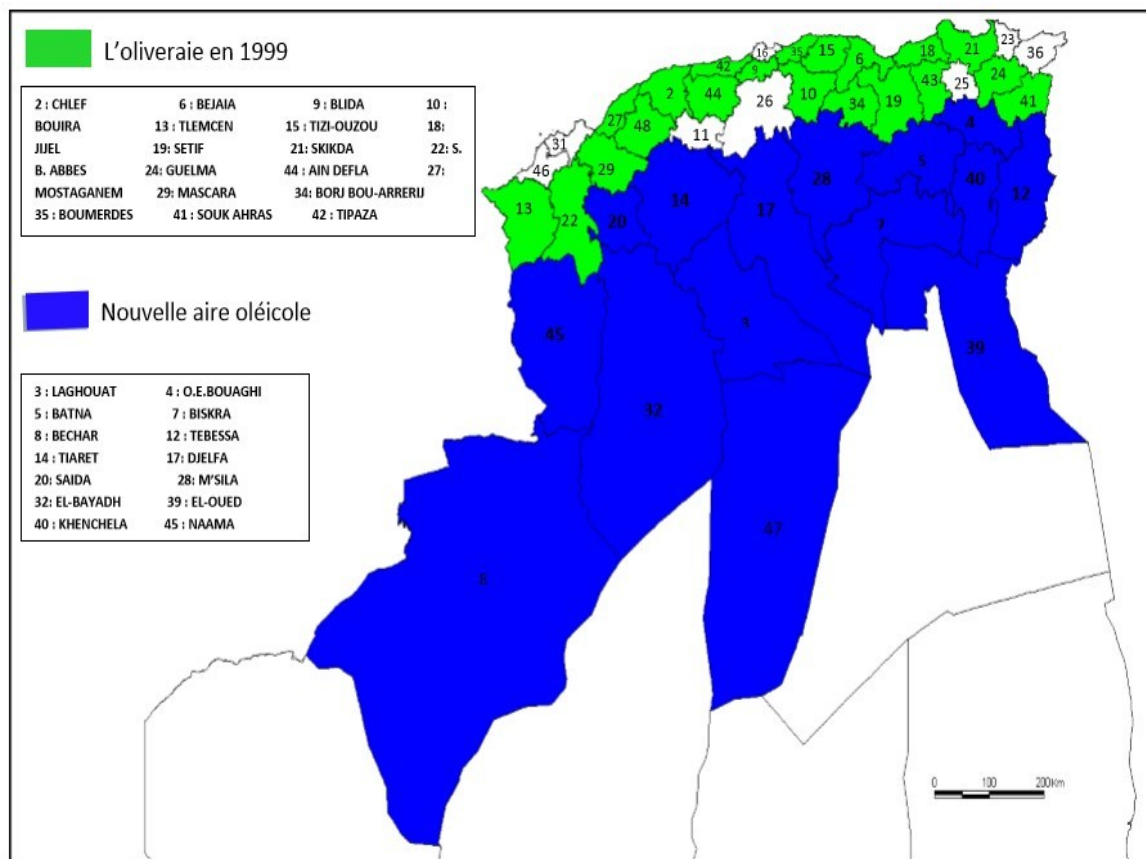 L'oliveraie en 1999
2 : CHLEF 6 : BEJAIA 9 : BLIDA 10 :
BOUIRA 13 : TLEMCEN 15 : TIZI-OUZOU 18:
JIJEL 19: SETIF 21: SKIKDA 22: S.
B. ABBES 24: GUELMA 44 : AIN DEFLA 27:
MOSTAGANEM 29: MASCARA 34: BORJ BOU-ARRERIJ
35 : BOUMERDES 41 : SOUK AHRAS 42 : TIPAZA
Nouvelle aire oléicole
3 : LAGHOUAT 4 : O.E.BOUAGHI
5 : BATNA 7 : BISKRA
8 : BECHAR 12 : TEBESSA
14 : TIARET 17: DJELFA
20: SAIDA 28: M'SILA
32: EL-BAYADH 39 : EL-OUED
40 : KHENCHELA 45 : NAAMA
23
16 35 15 18 21 36
42 9 6
2 44 26 10 34 19 43 25 24 41
27 48 11 4
31
46 29
5 40 12
13 22 20 14 17 28
7
45 3 39
32
47
8
0 100 200 Km